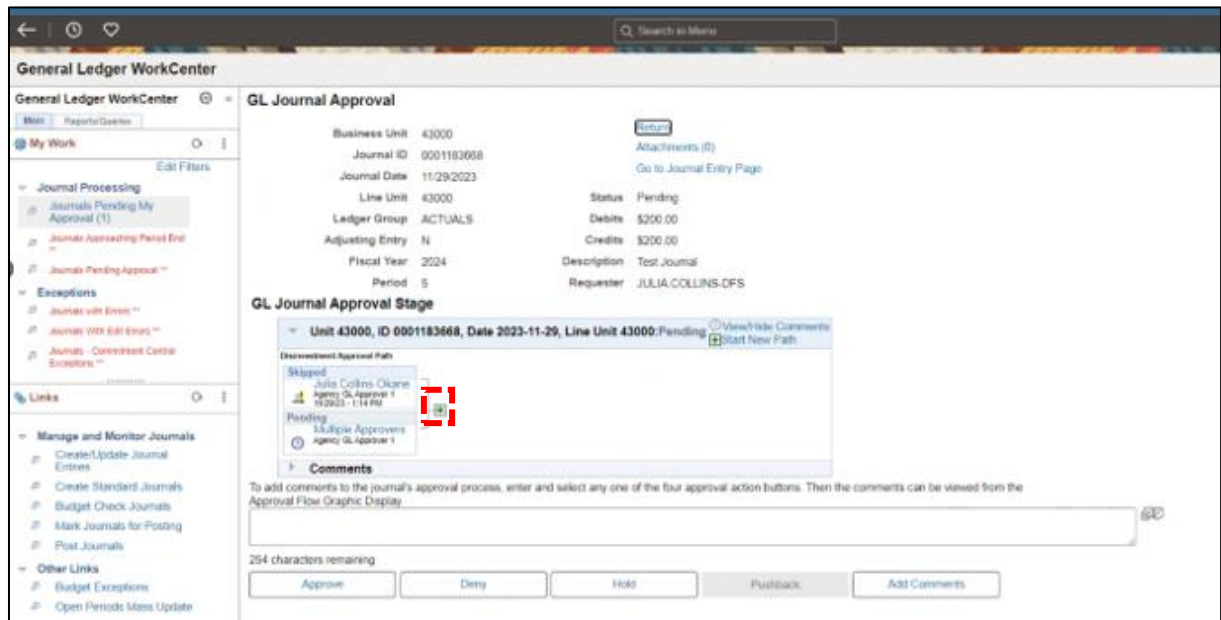 Search in Menu
General Ledger WorkCenter
General Ledger WorkCenter
Main Reports/Queries
My Work
Edit Filters
Journal Processing
Journals Pending My
Approval (1)
Journals Approaching Period End
**
Journals Pending Approval **
Exceptions
Journals with Errors **
Journals With Edit Errors **
Journals - Commitment Control
Exceptions **
Links
Manage and Monitor Journals
Create/Update Journal
Entries
Create Standard Journals
Budget Check Journals
Mark Journals for Posting
Post Journals
Other Links
Budget Exceptions
Open Periods Mass Update
GL Journal Approval
Business Unit 43000
Return
Journal ID 0001183668
Attachments (0)
Journal Date 11/29/2023
Go to Journal Entry Page
Line Unit 43000 Status Pending
Ledger Group ACTUALS Debits $200.00
Adjusting Entry N Credits $200.00
Fiscal Year 2024 Description Test Journal
Period 5 Requester JULIA.COLLINS-DFS
GL Journal Approval Stage
Unit 43000, ID 0001183668, Date 2023-11-29, Line Unit 43000:Pending
View/Hide Comments
Start New Path
Approval Path
Skipped
Julia Collins Okane
Agency GL Approver 1
- 1:14 PM
Pending
Multiple Approvers
Agency GL Approver 1
Comments
To add comments to the journal's approval process, enter and select any one of the four approval action buttons. Then the comments can be viewed from the
Approval Flow Graphic Display
254 characters remaining
Approve Deny Hold Pushback Add Comments